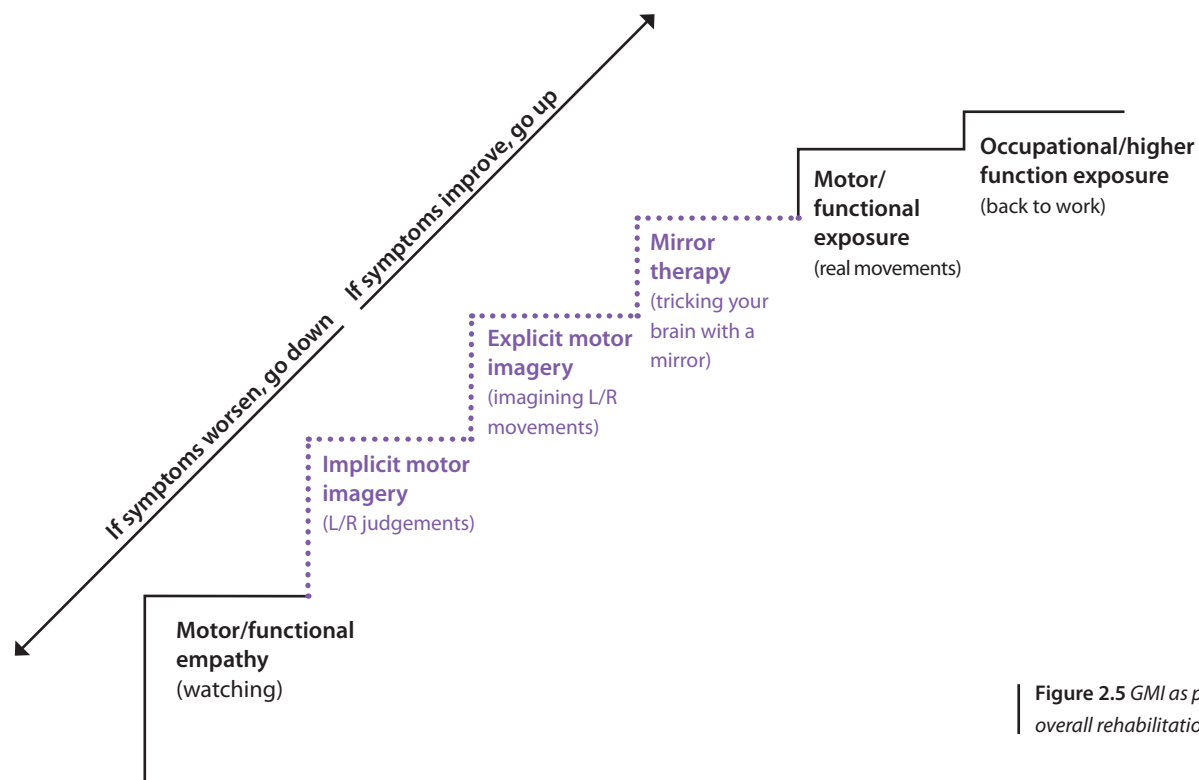 If symptoms improve, go up
If symptoms worsen, go down
Occupational/higher
function exposure
(back to work)
Motor/
functional
exposure
(real movements)
Mirror
therapy
(tricking your
brain with a
mirror)
Explicit motor
imagery
(imagining L/R
movements)
Implicit motor
imagery
(L/R judgements)
Motor/functional
empathy
(watching)
Figure 2.5 GMI as
overall